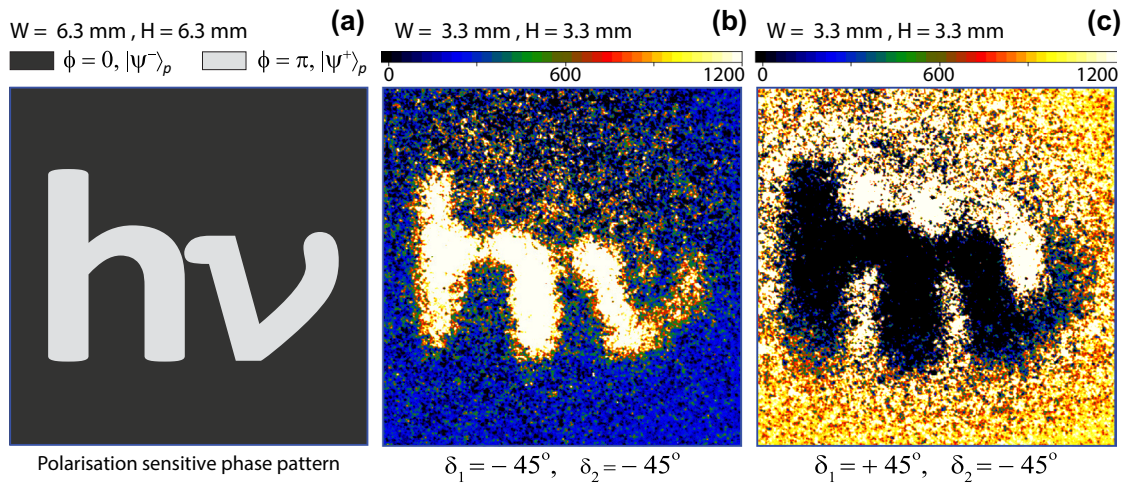 W = 6.3 mm , H = 6.3 mm (a)
ϕ = 0, |ψ⁻⟩ₚ ϕ = π, |ψ⁺⟩ₚ
hν
Polarisation sensitive phase pattern
W = 3.3 mm , H = 3.3 mm (b)
0 600 1200
hν
δ₁ = − 45°, δ₂ = − 45°
W = 3.3 mm , H = 3.3 mm (c)
0 600 1200
hν
δ₁ = + 45°, δ₂ = − 45°